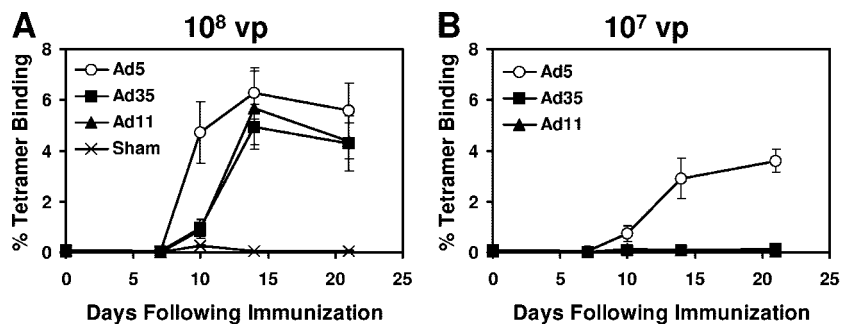 A
10⁸ vp
% Tetramer Binding
8
6
4
2
0
Ad5
Ad35
Ad11
Sham
0 5 10 15 20 25
Days Following Immunization
B
10⁷ vp
% Tetramer Binding
8
6
4
2
0
Ad5
Ad35
Ad11
0 5 10 15 20 25
Days Following Immunization